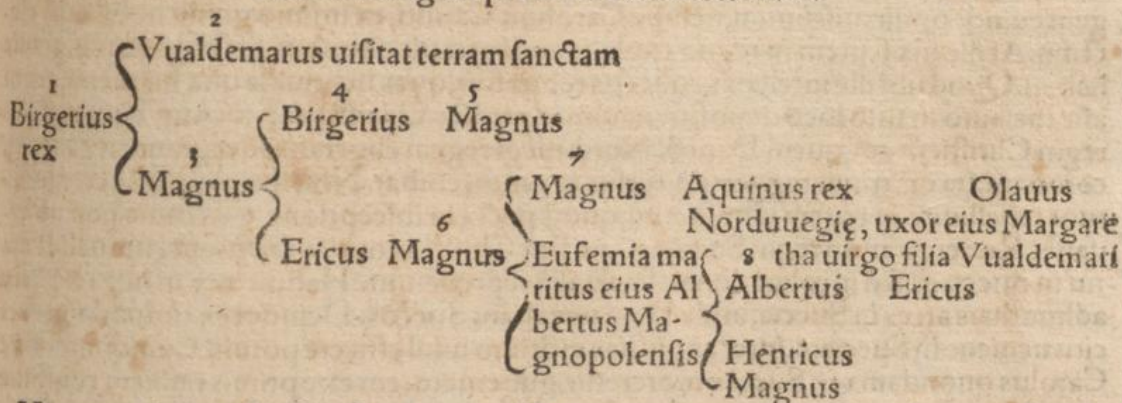 2
Vualdemarus uiſitat terram ſanctam
1 4 5
Birgerius Birgerius Magnus
rex 3 7
Magnus Magnus Aquinus rex Olauus
6 Norduuegię, uxor eius Margarë
Ericus Magnus Eufemia ma 8 tha uirgo filia Vualdemari
ritus eius Al Albertus Ericus
bertus Ma-
gnopolenſis Henricus
Magnus